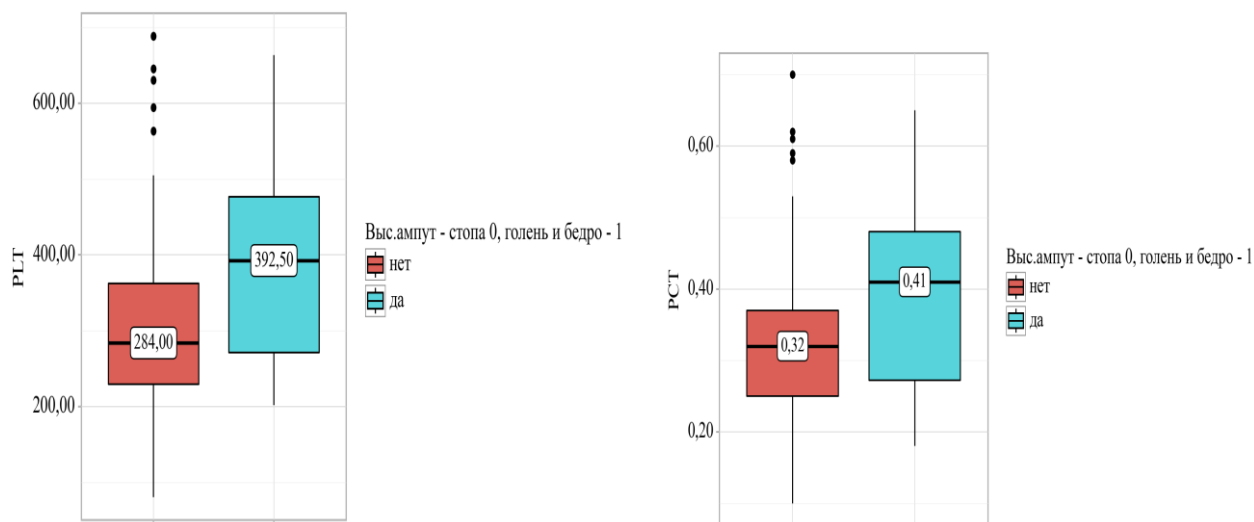 600,00
400,00
200,00
PLT
392,50
284,00
Выс.ампут - стопа 0, голень и бедро - 1
нет
да
0,60
0,40
0,20
PCT
0,41
0,32
Выс.ампут - стопа 0, голень и бедро - 1
нет
да